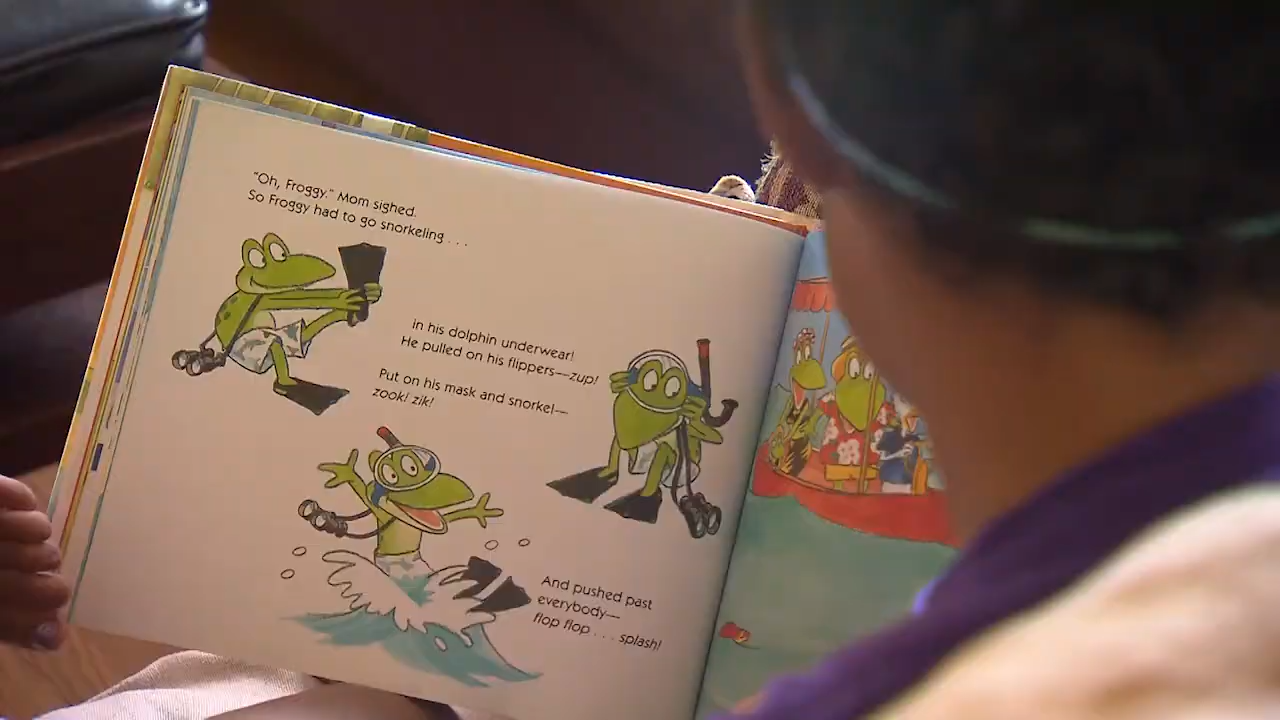 "Oh, Froggy." Mom sighed.
So Froggy had to go snorkeling . . .
in his dolphin underwear!
He pulled on his flippers—zup!
Put on his mask and snorkel—
zook! zik!
And pushed past
everybody—
flop flop . . . splash!